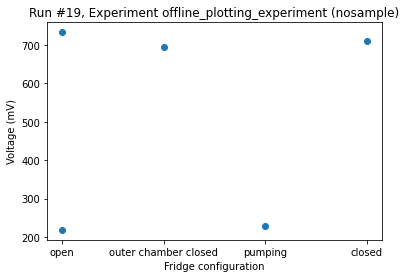 Run #19, Experiment offline_plotting_experiment (nosample)
700
600
500
400
300
200
Voltage (mV)
open
outer chamber closed
pumping
closed
Fridge configuration